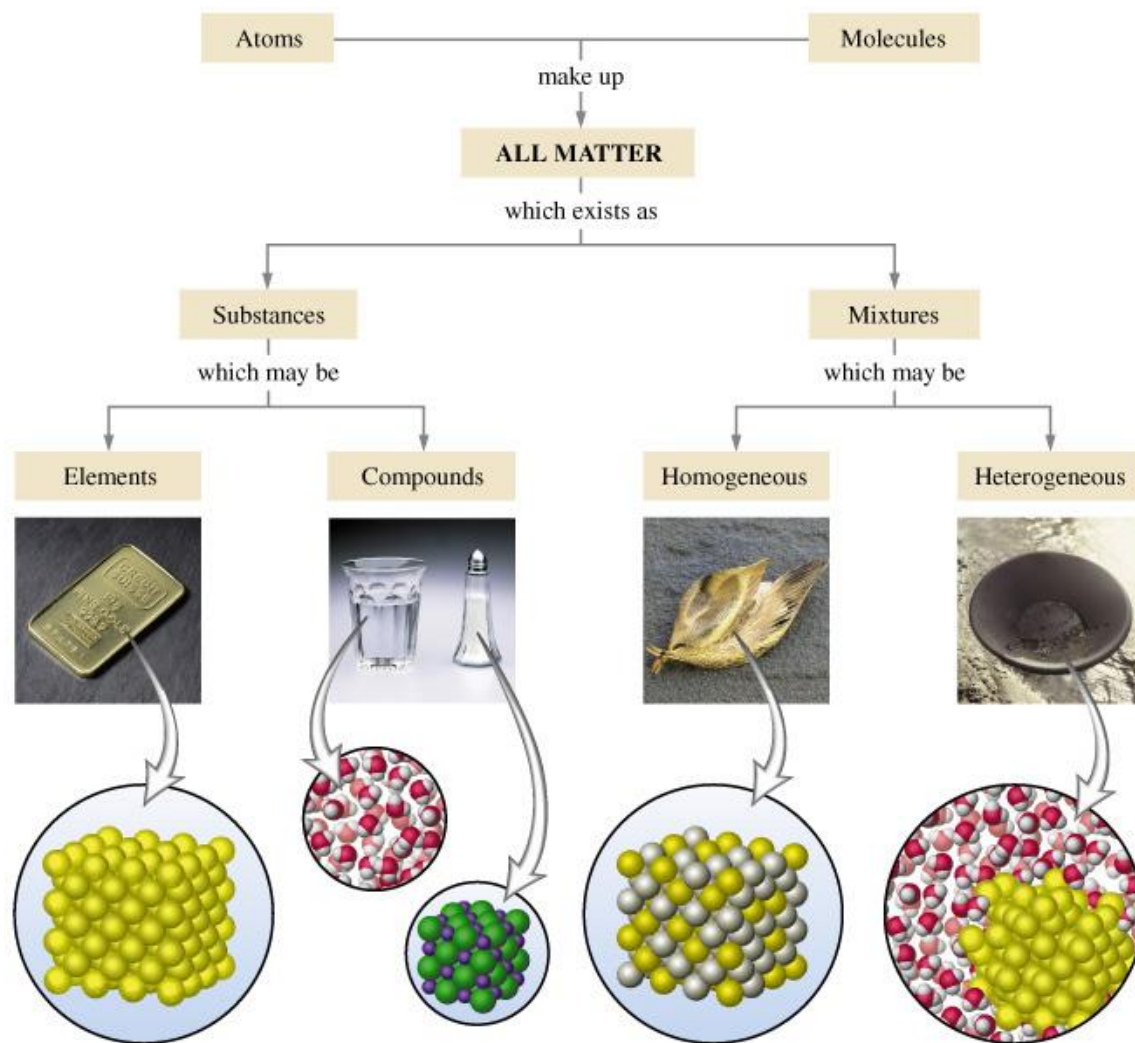 Atoms
Molecules
make up
ALL MATTER
which exists as
Substances
Mixtures
which may be
which may be
Elements
Compounds
Homogeneous
Heterogeneous